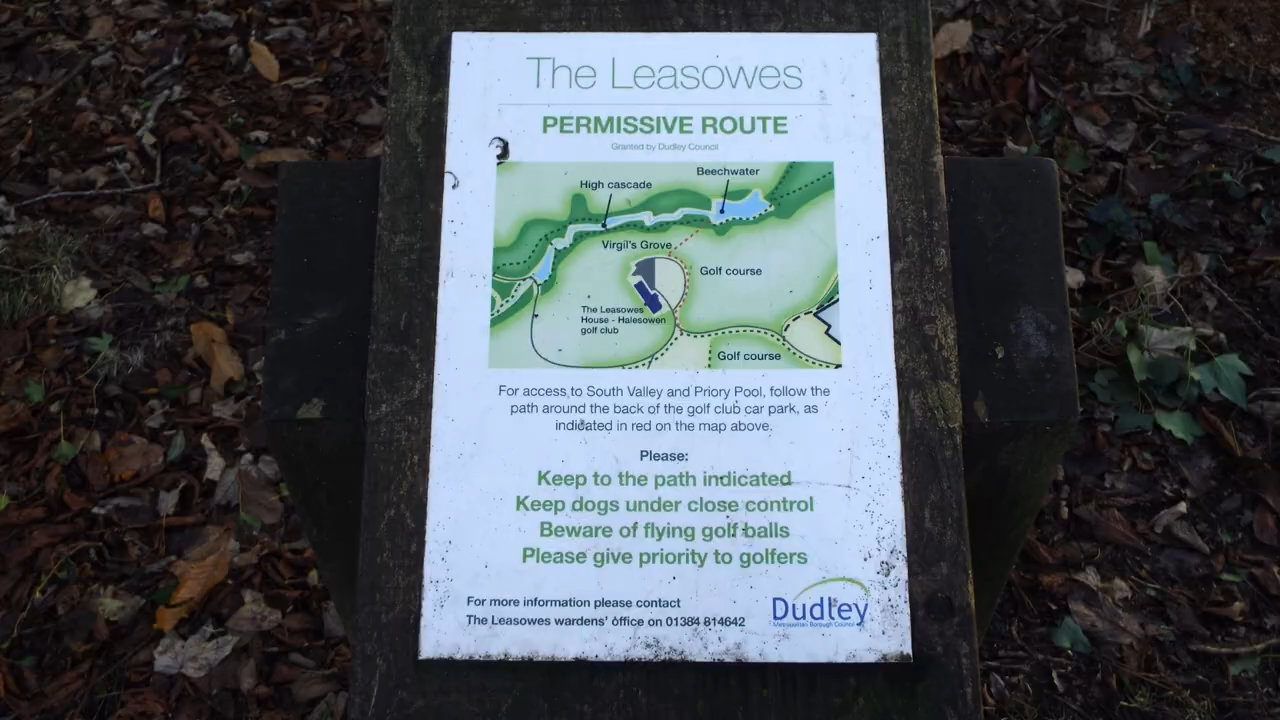 The Leasowes
PERMISSIVE ROUTE
Granted by Dudley Council
Beechwater
High cascade
Virgil's Grove
Golf course
The Leasowes
House - Halesowen
golf club
Golf course
For access to South Valley and Priory Pool, follow the
path around the back of the golf club car park, as
indicated in red on the map above.
Please:
Keep to the path indicated
Keep dogs under close control
Beware of flying golf balls
Please give priority to golfers
For more information please contact
The Leasowes wardens' office on 01384 814642
Dudley
Metropolitan Borough Council